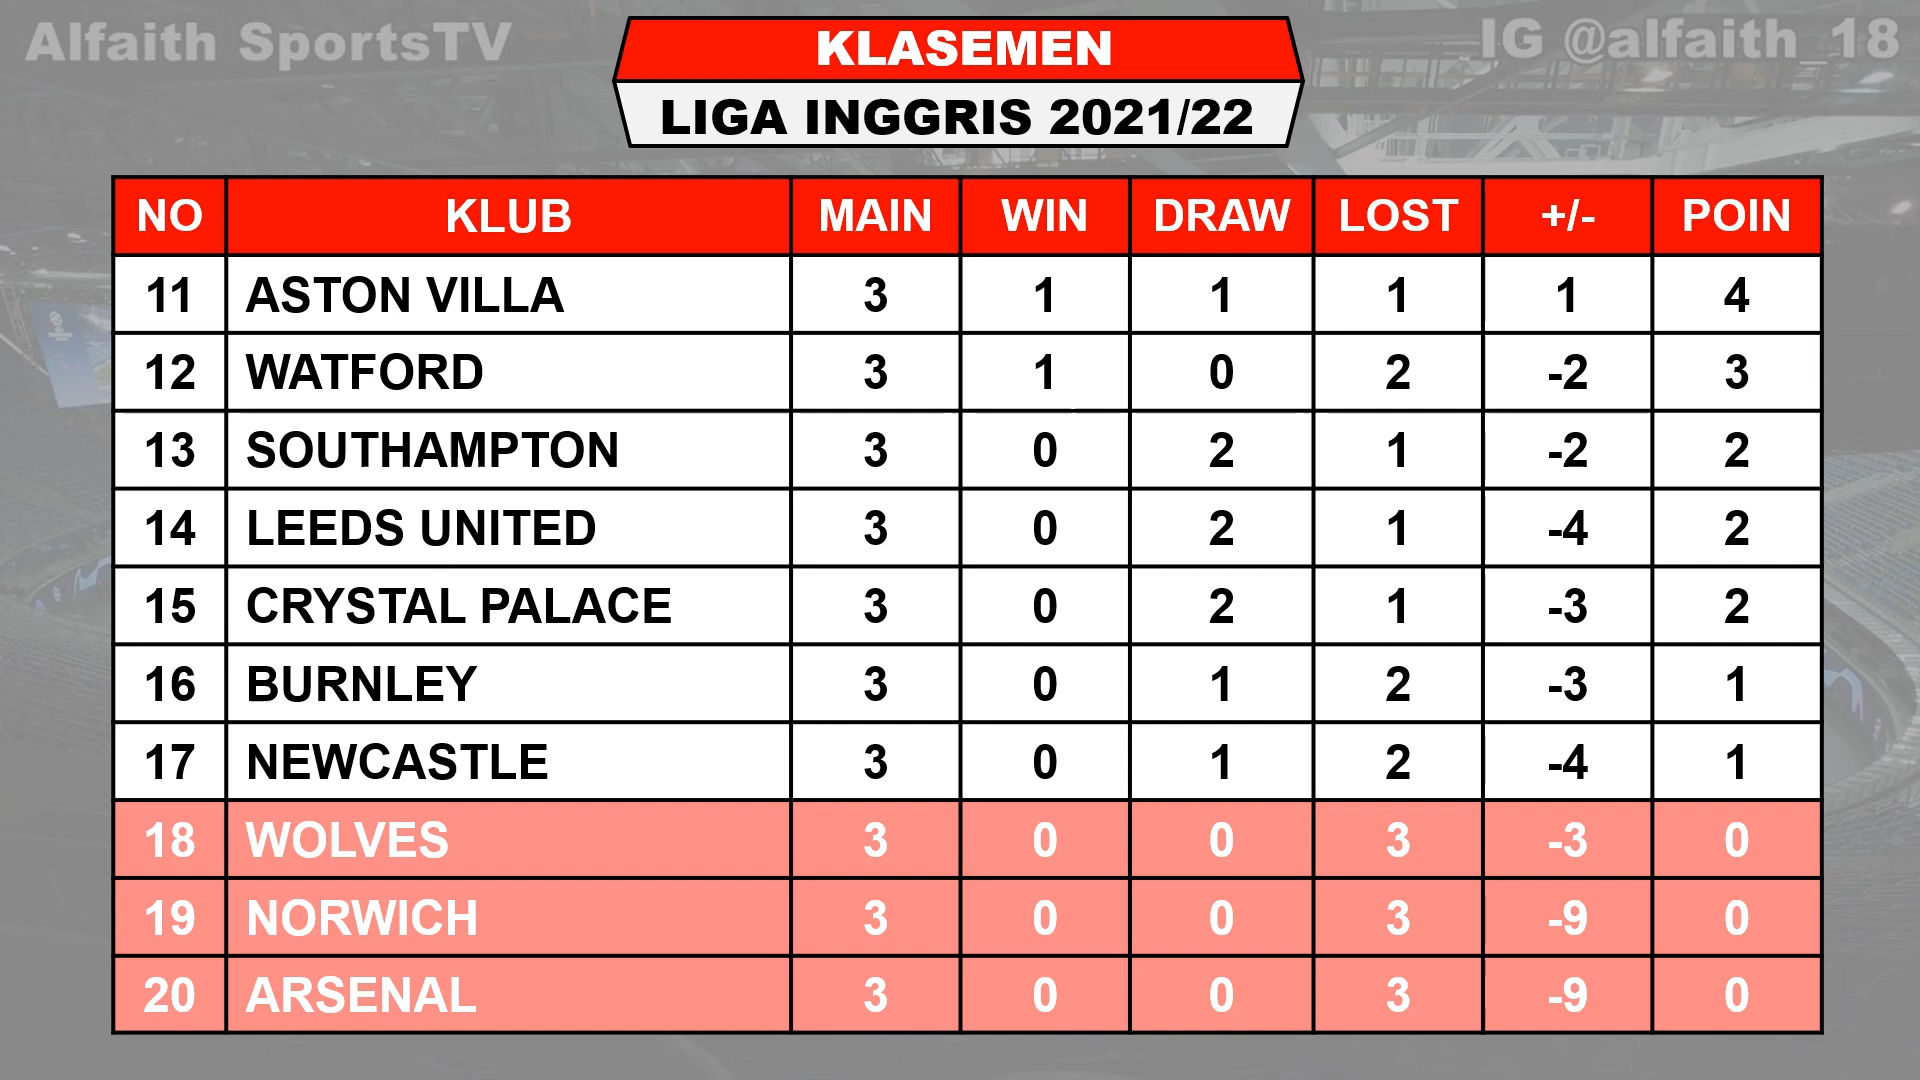 Alfaith SportsTV
IG @alfaith_18
KLASEMEN
LIGA INGGRIS 2021/22
NO KLUB MAIN WIN DRAW LOST +/- POIN
11 ASTON VILLA 3 1 1 1 1 4
12 WATFORD 3 1 0 2 -2 3
13 SOUTHAMPTON 3 0 2 1 -2 2
14 LEEDS UNITED 3 0 2 1 -4 2
15 CRYSTAL PALACE 3 0 2 1 -3 2
16 BURNLEY 3 0 1 2 -3 1
17 NEWCASTLE 3 0 1 2 -4 1
18 WOLVES 3 0 0 3 -3 0
19 NORWICH 3 0 0 3 -9 0
20 ARSENAL 3 0 0 3 -9 0